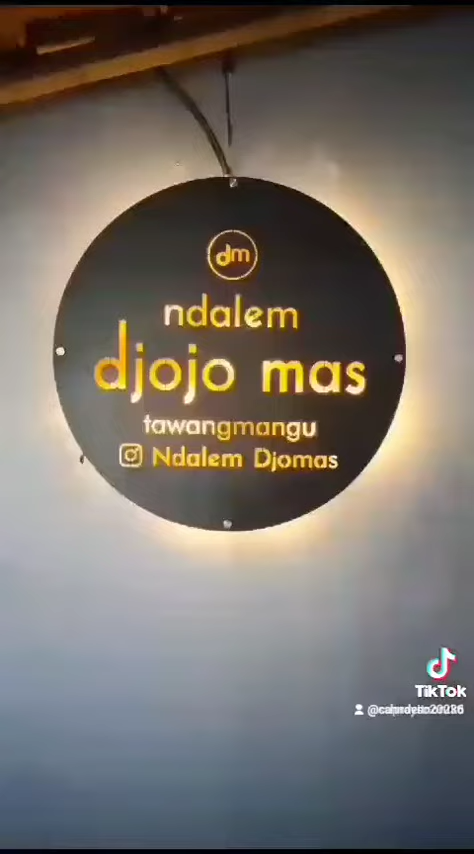 dm
ndalem
djojo mas
tawangmangu
Ndalem Djomas
TikTok